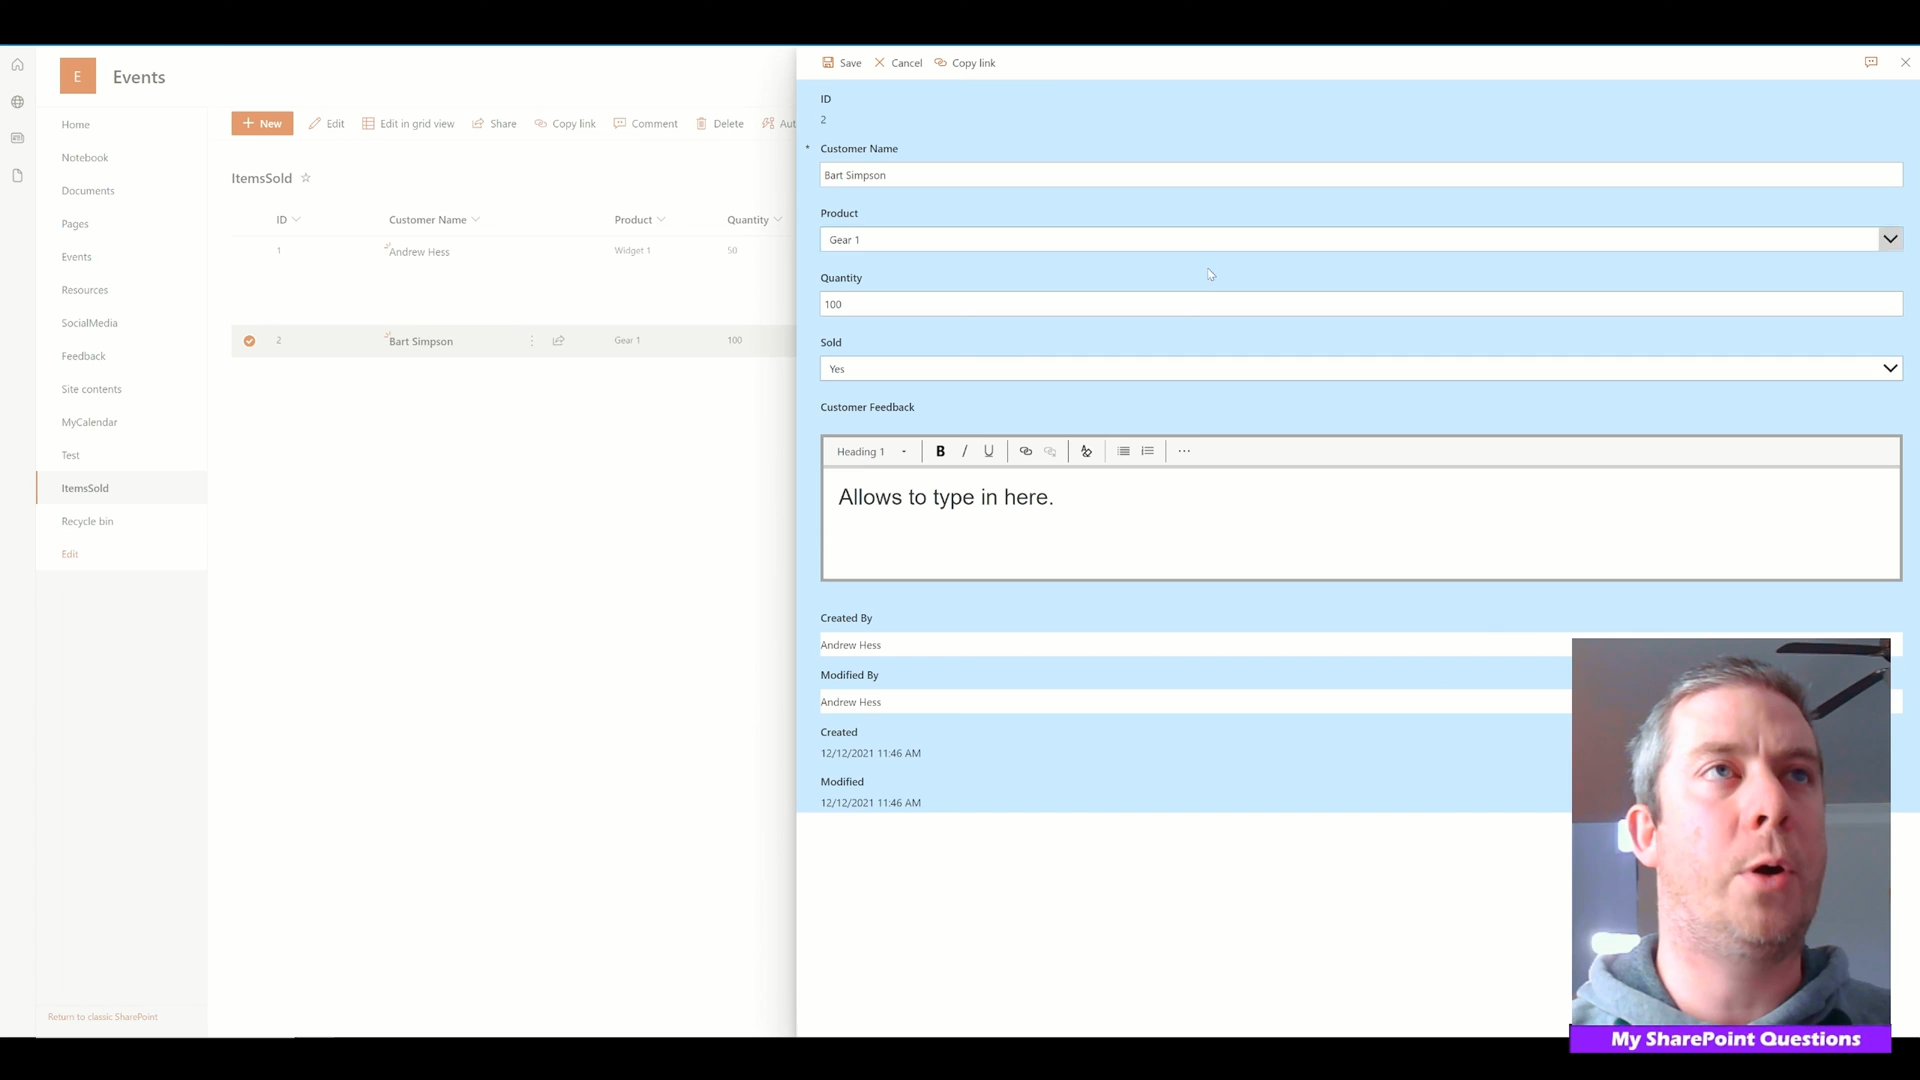 E
Events
Home
Notebook
Documents
Pages
Events
Resources
SocialMedia
Feedback
Site contents
MyCalendar
Test
ItemsSold
Recycle bin
Edit
Return to classic SharePoint
New Edit Edit in grid view Share Copy link Comment Delete Aut
ItemsSold
ID Customer Name Product Quantity
1 Andrew Hess Widget 1 50
2 Bart Simpson Gear 1 100
Save Cancel Copy link
ID
2
* Customer Name
Bart Simpson
Product
Gear 1
Quantity
100
Sold
Yes
Customer Feedback
Heading 1 B / U ...
Allows to type in here.
Created By
Andrew Hess
Modified By
Andrew Hess
Created
12/12/2021 11:46 AM
Modified
12/12/2021 11:46 AM
My SharePoint Questions